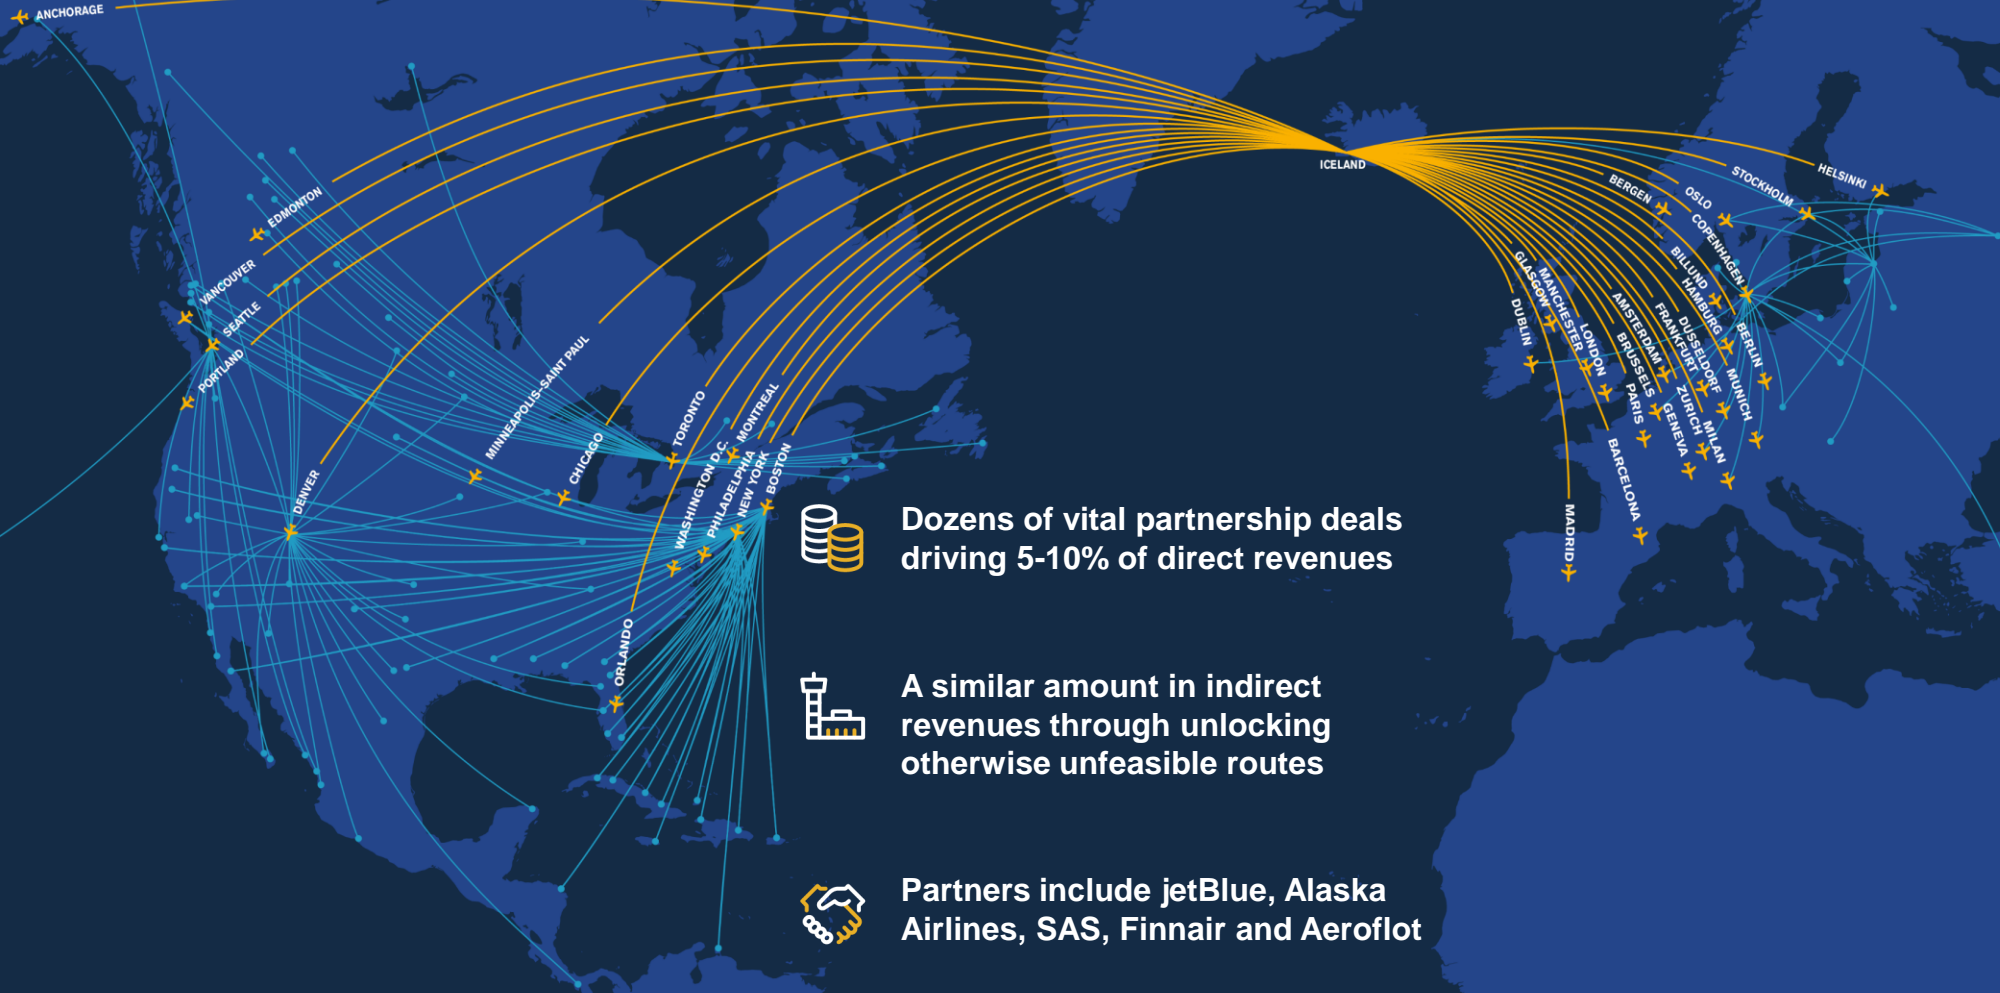 ANCHORAGE
EDMONTON
VANCOUVER
SEATTLE
PORTLAND
DENVER
MINNEAPOLIS-SAINT PAUL
CHICAGO
TORONTO
MONTREAL
WASHINGTON D.C.
PHILADELPHIA
NEW YORK
BOSTON
ORLANDO
ICELAND
HELSINKI
STOCKHOLM
OSLO
BERGEN
COPENHAGEN
BILLUND
HAMBURG
BERLIN
GLASGOW
MANCHESTER
DUBLIN
LONDON
AMSTERDAM
BRUSSELS
PARIS
FRANKFURT
DUSSELDORF
MUNICH
ZURICH
GENEVA
MILAN
BARCELONA
MADRID
Dozens of vital partnership deals
driving 5-10% of direct revenues
A similar amount in indirect
revenues through unlocking
otherwise unfeasible routes
Partners include jetBlue, Alaska
Airlines, SAS, Finnair and Aeroflot